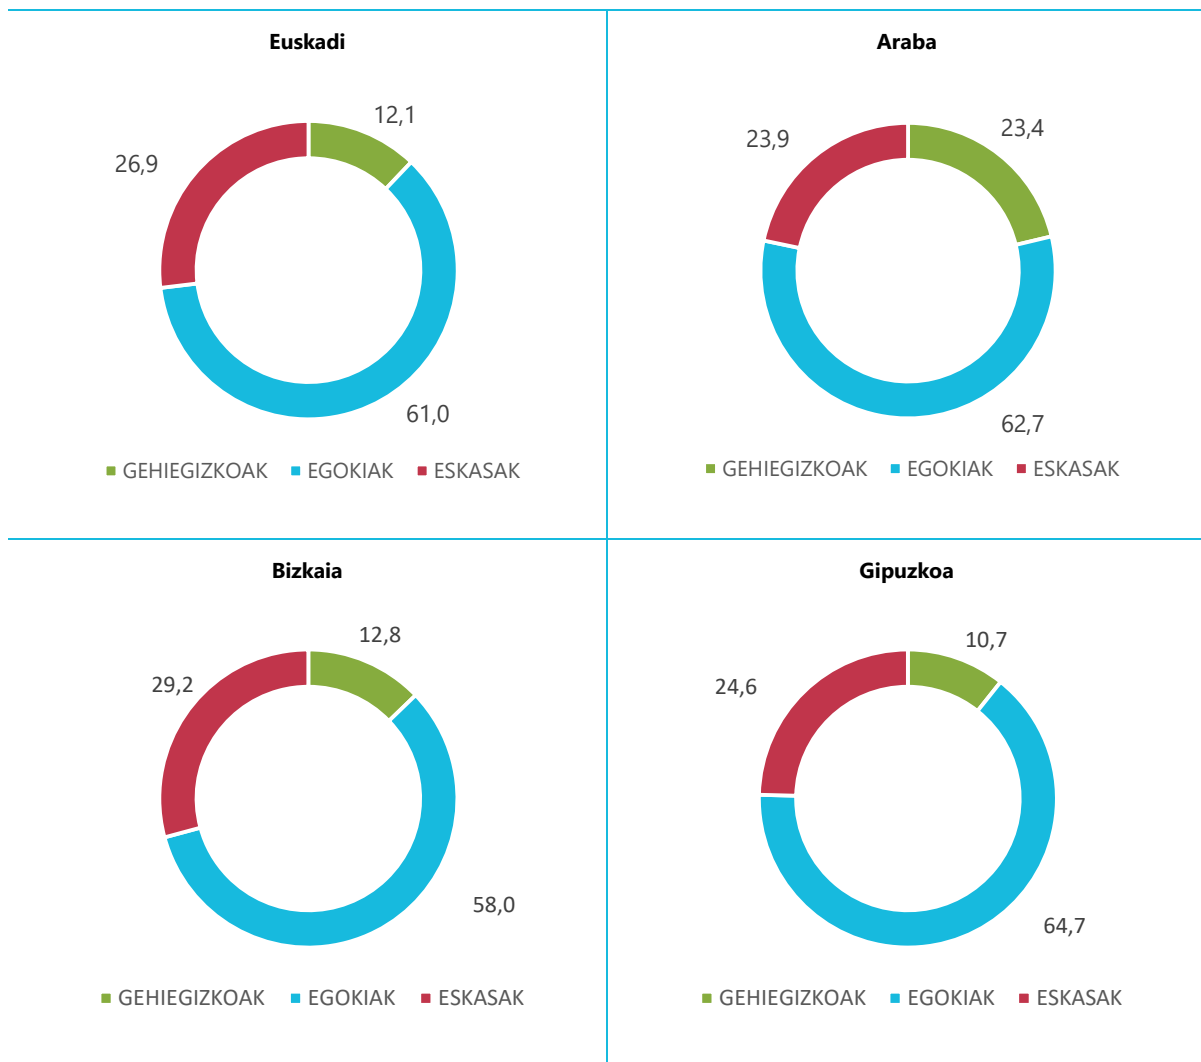 Euskadi
12,1
26,9
61,0
GEHIEGIZKOAK EGOKIAK ESKASAK
Araba
23,4
23,9
62,7
GEHIEGIZKOAK EGOKIAK ESKASAK
Bizkaia
12,8
29,2
58,0
GEHIEGIZKOAK EGOKIAK ESKASAK
Gipuzkoa
10,7
24,6
64,7
GEHIEGIZKOAK EGOKIAK ESKASAK